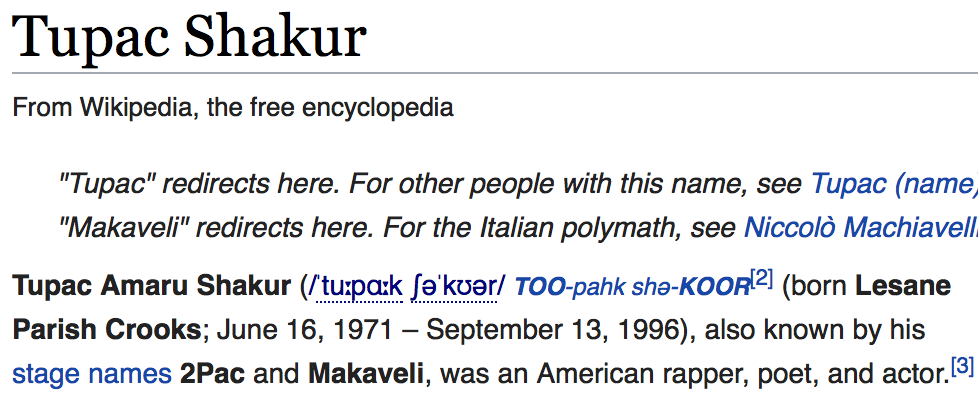 Tupac Shakur
From Wikipedia, the free encyclopedia
"Tupac" redirects here. For other people with this name, see Tupac (name)
"Makaveli" redirects here. For the Italian polymath, see Niccolò Machiavelli
Tupac Amaru Shakur (/ˈtuːpɑːk ʃəˈkʊər/ TOO-pahk shə-KOOR[2] (born Lesane
Parish Crooks; June 16, 1971 – September 13, 1996), also known by his
stage names 2Pac and Makaveli, was an American rapper, poet, and actor.[3]